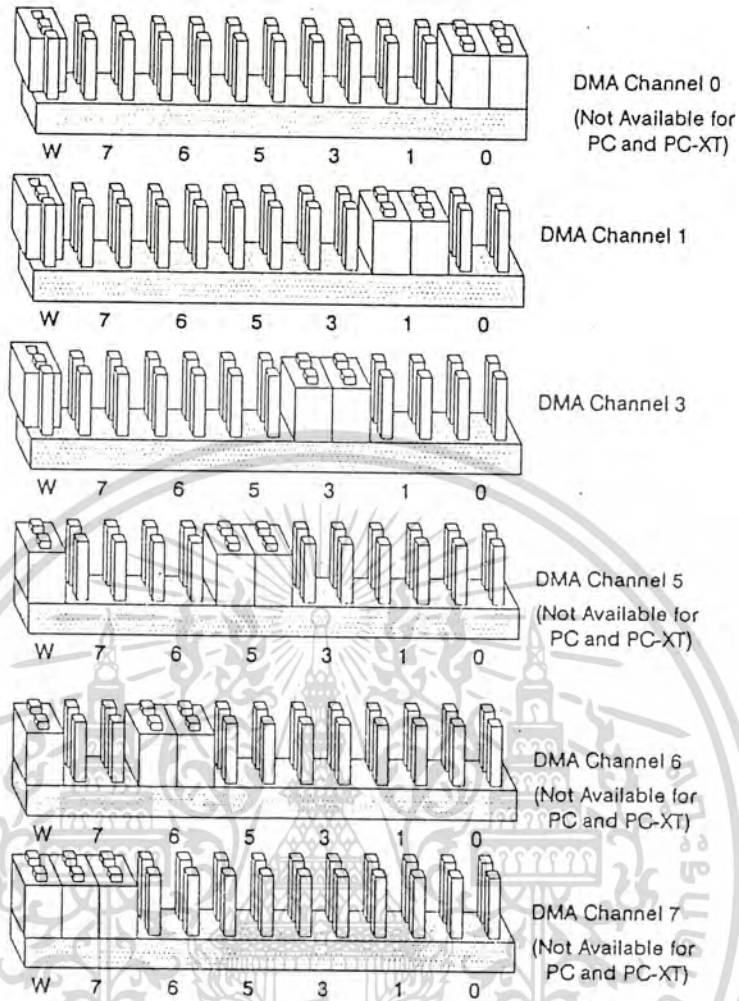 DMA Channel 0
(Not Available for
PC and PC-XT)
W 7 6 5 3 1 0
DMA Channel 1
W 7 6 5 3 1 0
DMA Channel 3
W 7 6 5 3 1 0
DMA Channel 5
(Not Available for
PC and PC-XT)
W 7 6 5 3 1 0
DMA Channel 6
(Not Available for
PC and PC-XT)
W 7 6 5 3 1 0
DMA Channel 7
(Not Available for
PC and PC-XT)
W 7 6 5 3 1 0